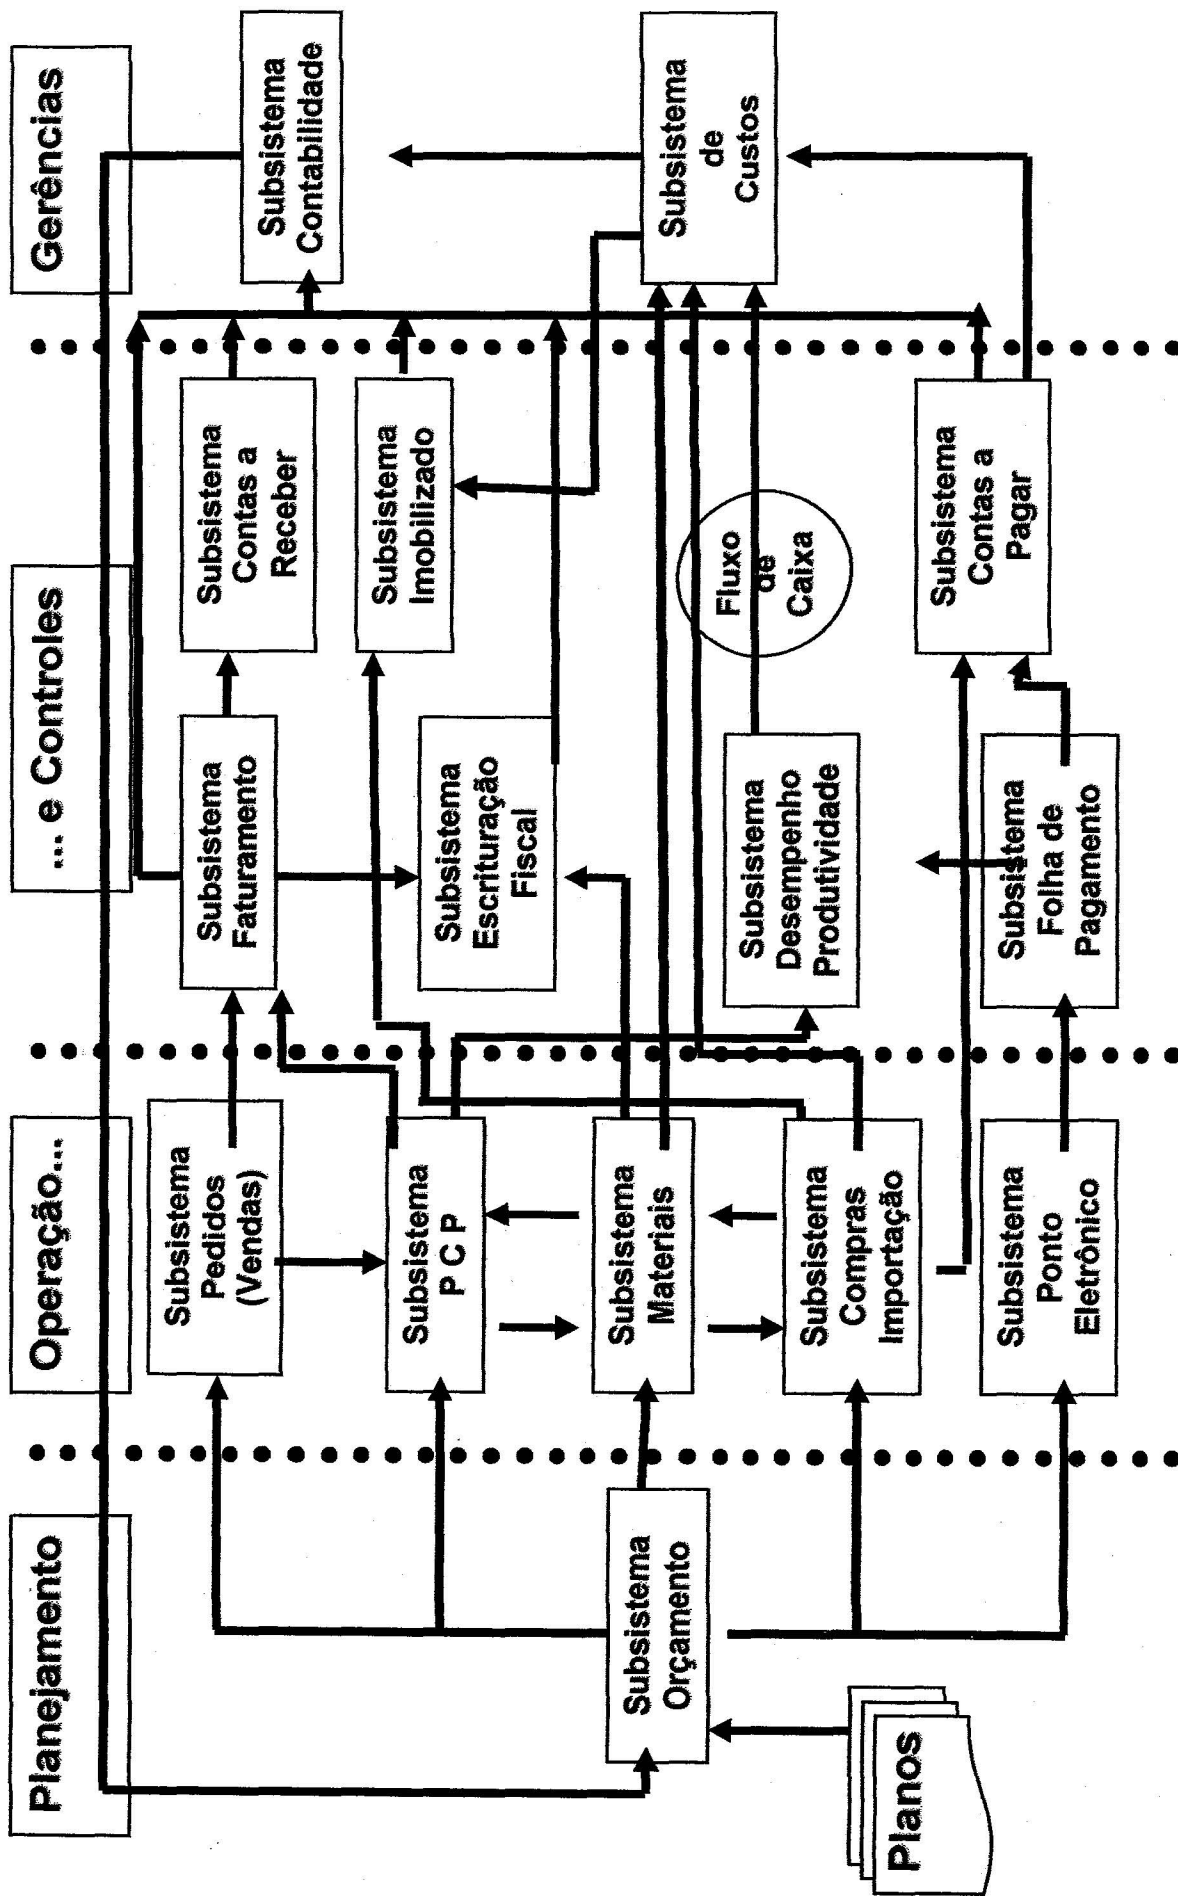 Planejamento
Operação...
... e Controles
Gerências
Planos
Subsistema
Orçamento
Subsistema
Pedidos
(Vendas)
Subsistema
P C P
Subsistema
Materiais
Subsistema
Compras
Importação
Subsistema
Ponto
Eletrônico
Subsistema
Faturamento
Subsistema
Escrituração
Fiscal
Subsistema
Desempenho
Produtividade
Subsistema
Folha de
Pagamento
Subsistema
Contas a
Receber
Subsistema
Imobilizado
Fluxo
de
Caixa
Subsistema
Contas a
Pagar
Subsistema
Contabilidade
Subsistema
de
Custos